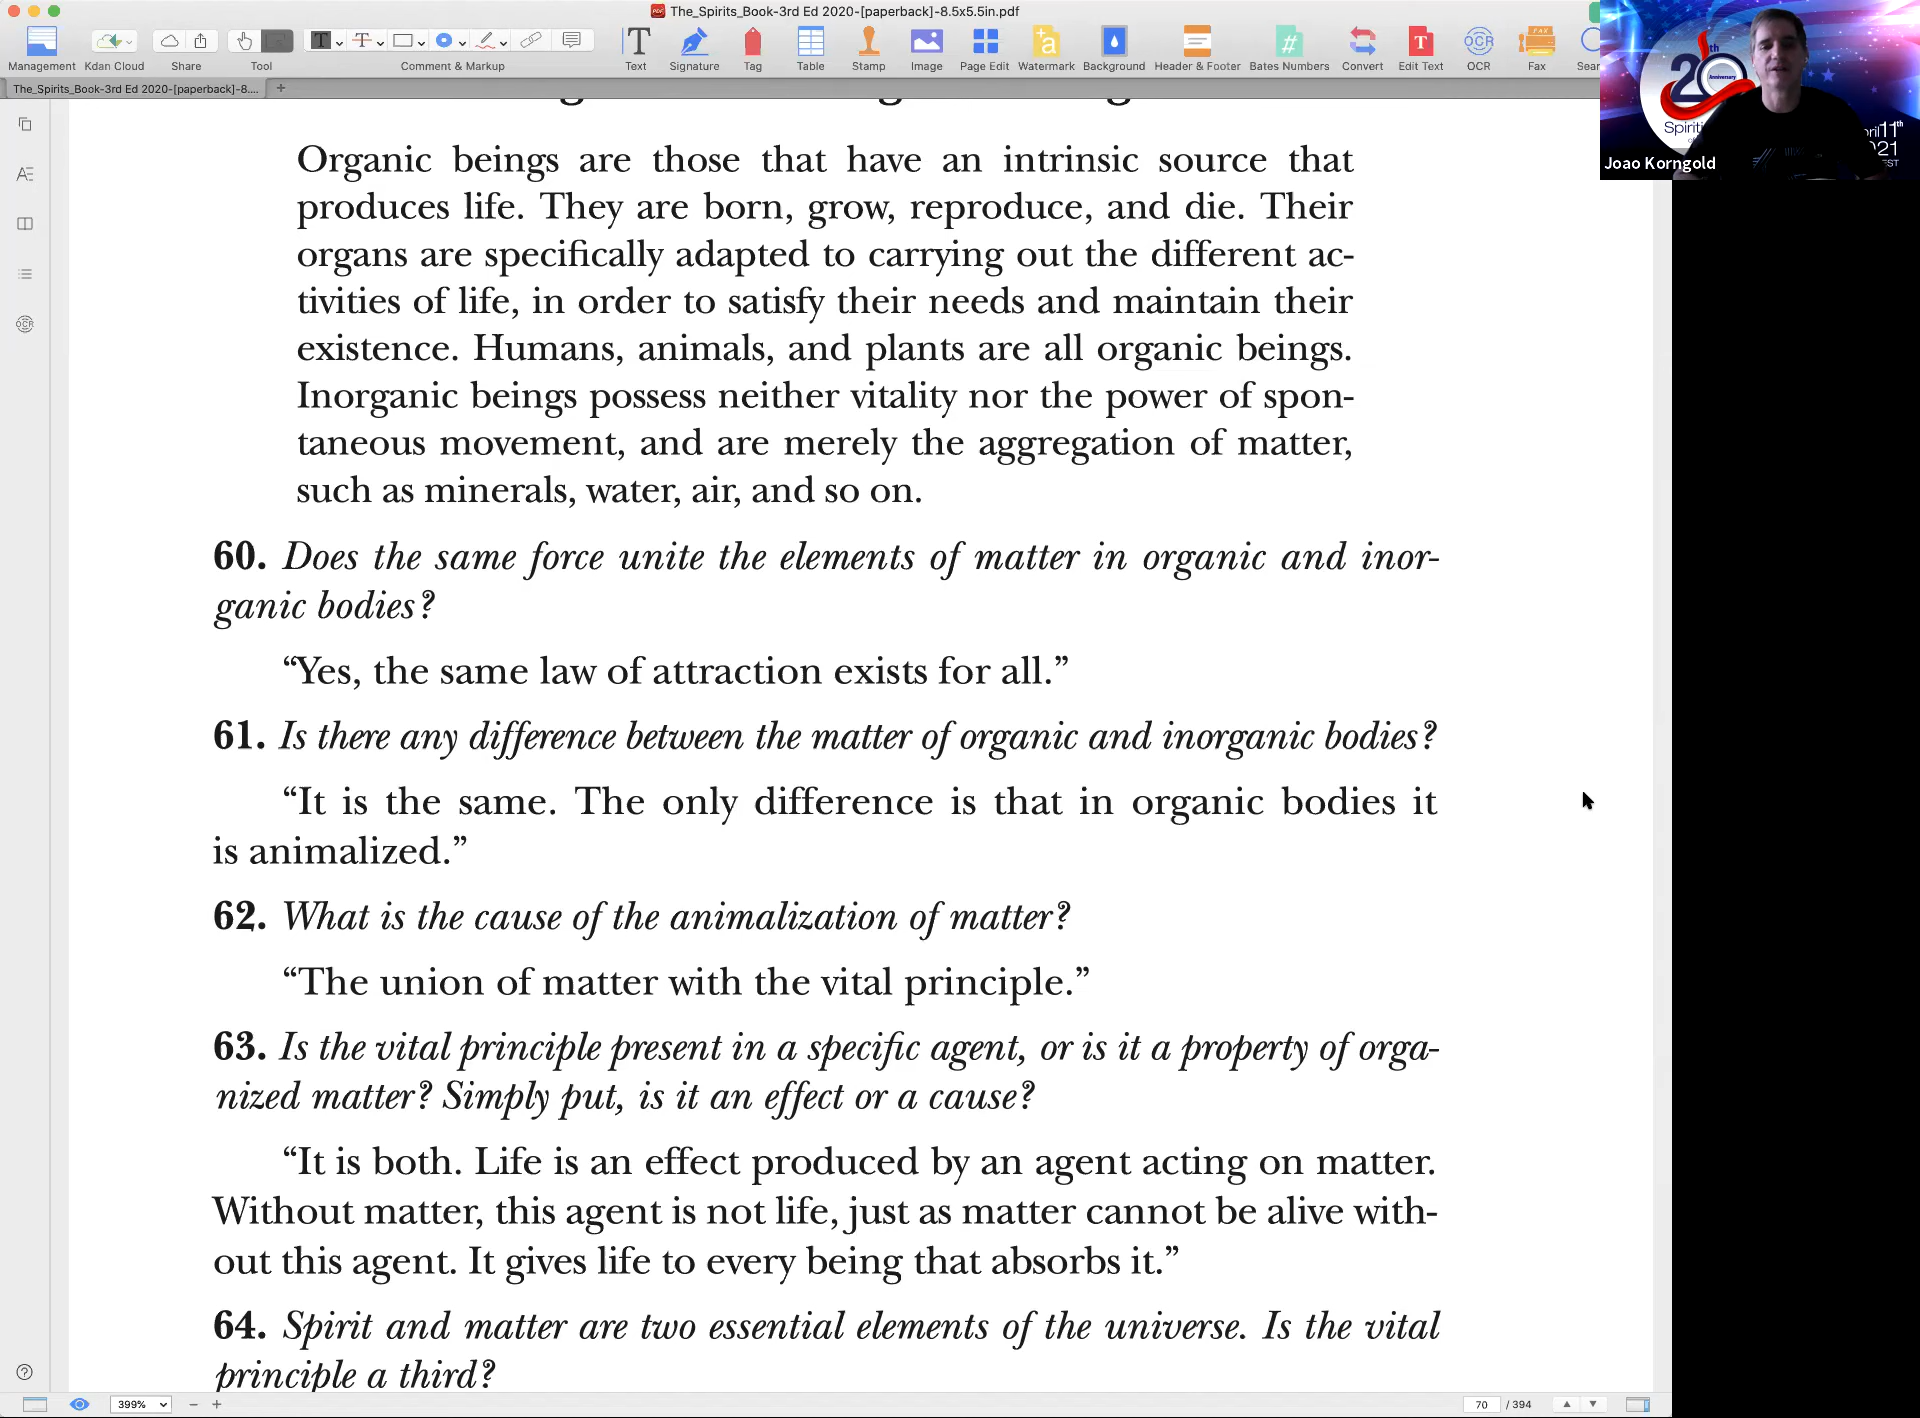 The_Spirits_Book-3rd Ed 2020-[paperback]-8.5x5.5in.pdf
Management Kdan Cloud Share Tool Comment & Markup Text Signature Tag Table Stamp Image Page Edit Watermark Background Header & Footer Bates Numbers Convert Edit Text OCR Fax
The_Spirits_Book-3rd Ed 2020-[paperback]-8.... +
20th
Anniversary
11th
Joao Korngold
Organic beings are those that have an intrinsic source that
produces life. They are born, grow, reproduce, and die. Their
organs are specifically adapted to carrying out the different ac-
tivities of life, in order to satisfy their needs and maintain their
existence. Humans, animals, and plants are all organic beings.
Inorganic beings possess neither vitality nor the power of spon-
taneous movement, and are merely the aggregation of matter,
such as minerals, water, air, and so on.
60. Does the same force unite the elements of matter in organic and inor-
ganic bodies?
“Yes, the same law of attraction exists for all.”
61. Is there any difference between the matter of organic and inorganic bodies?
“It is the same. The only difference is that in organic bodies it
is animalized.”
62. What is the cause of the animalization of matter?
“The union of matter with the vital principle.”
63. Is the vital principle present in a specific agent, or is it a property of orga-
nized matter? Simply put, is it an effect or a cause?
“It is both. Life is an effect produced by an agent acting on matter.
Without matter, this agent is not life, just as matter cannot be alive with-
out this agent. It gives life to every being that absorbs it.”
64. Spirit and matter are two essential elements of the universe. Is the vital
principle a third?
399% − + 70 / 394